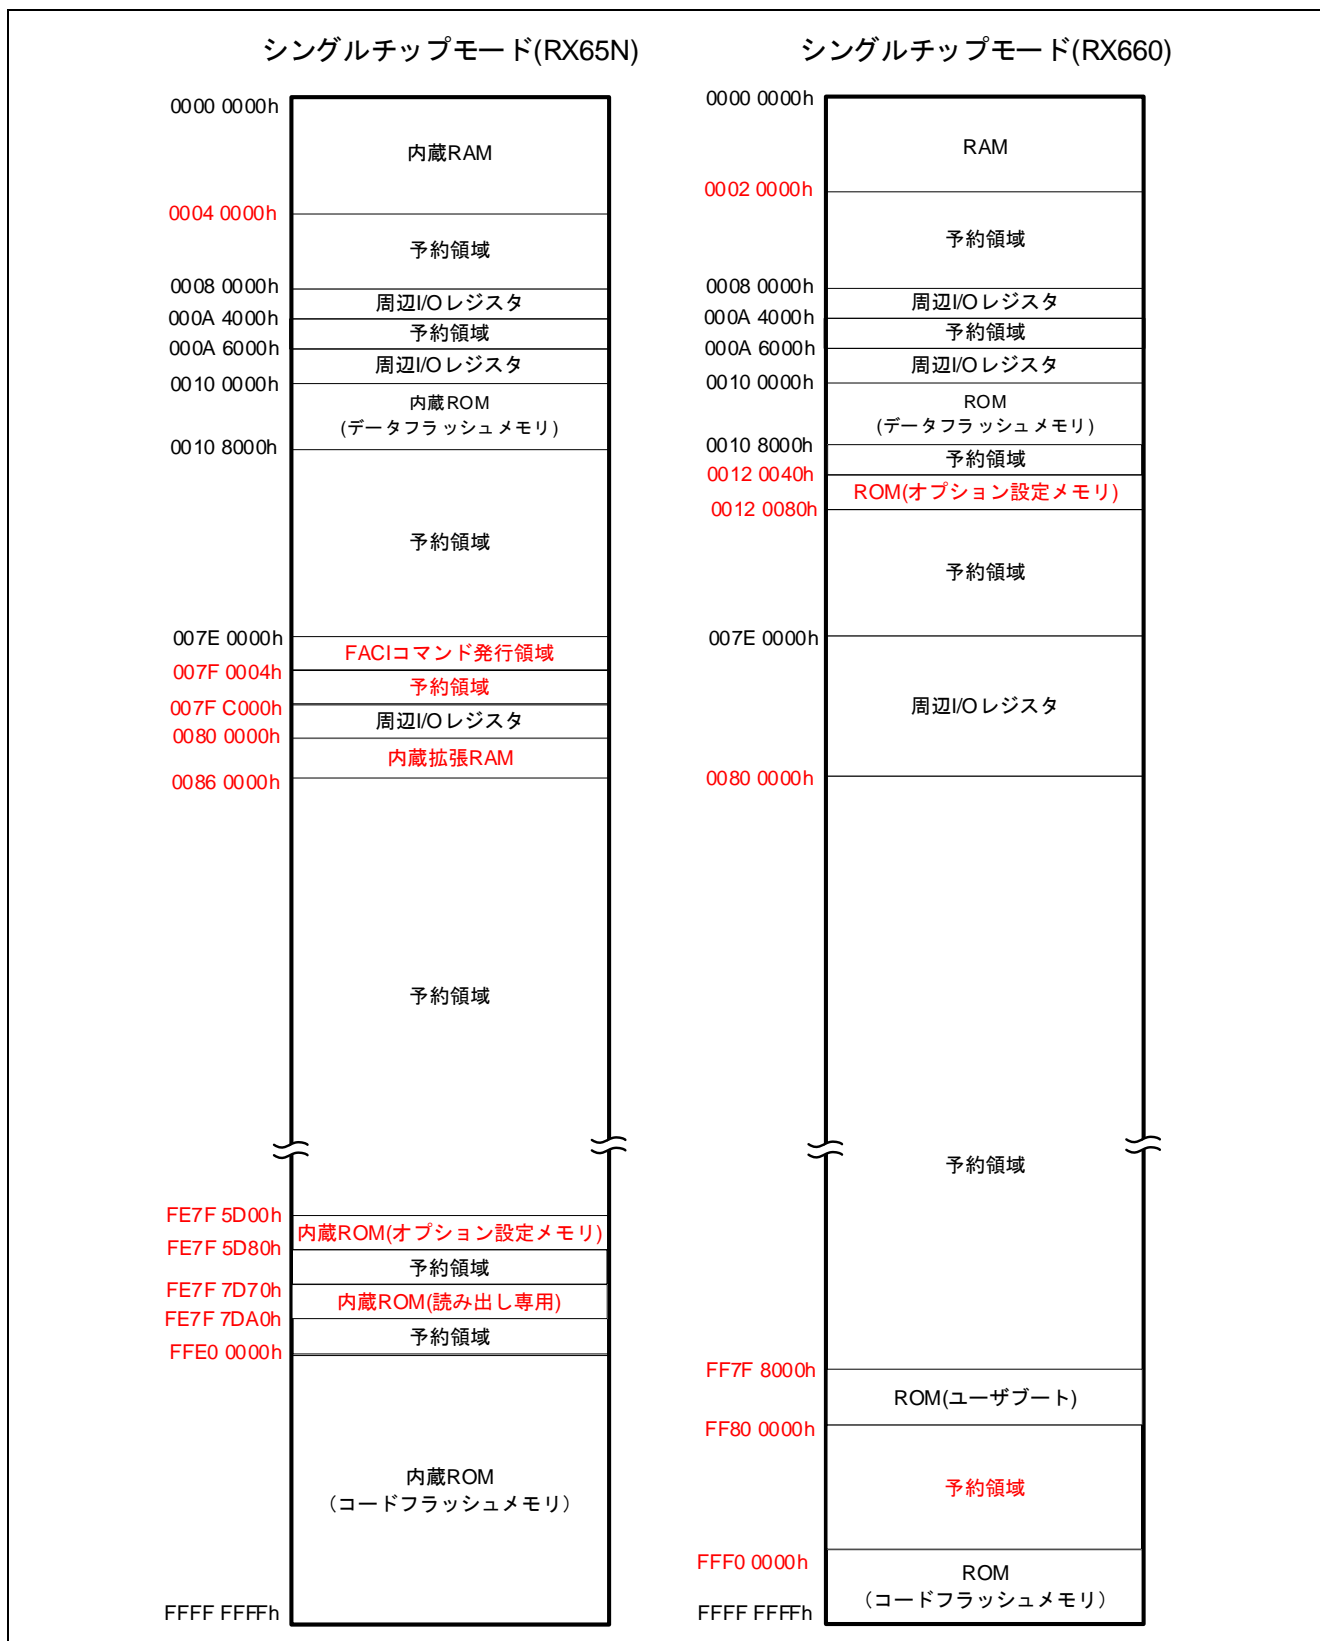 シングルチップモード(RX65N)
0000 0000h
内蔵RAM
0004 0000h
予約領域
0008 0000h
周辺I/Oレジスタ
000A 4000h
予約領域
000A 6000h
周辺I/Oレジスタ
0010 0000h
内蔵ROM
(データフラッシュメモリ)
0010 8000h
予約領域
007E 0000h
FACIコマンド発行領域
007F 0004h
予約領域
007F C000h
周辺I/Oレジスタ
0080 0000h
内蔵拡張RAM
0086 0000h
予約領域
FE7F 5D00h
内蔵ROM(オプション設定メモリ)
FE7F 5D80h
予約領域
FE7F 7D70h
内蔵ROM(読み出し専用)
FE7F 7DA0h
予約領域
FFE0 0000h
内蔵ROM
(コードフラッシュメモリ)
FFFF FFFFh
シングルチップモード(RX660)
0000 0000h
RAM
0002 0000h
予約領域
0008 0000h
周辺I/Oレジスタ
000A 4000h
予約領域
000A 6000h
周辺I/Oレジスタ
0010 0000h
ROM
(データフラッシュメモリ)
0010 8000h
予約領域
0012 0040h
ROM(オプション設定メモリ)
0012 0080h
予約領域
007E 0000h
周辺I/Oレジスタ
0080 0000h
予約領域
FF7F 8000h
ROM(ユーザブート)
FF80 0000h
予約領域
FFF0 0000h
ROM
(コードフラッシュメモリ)
FFFF FFFFh